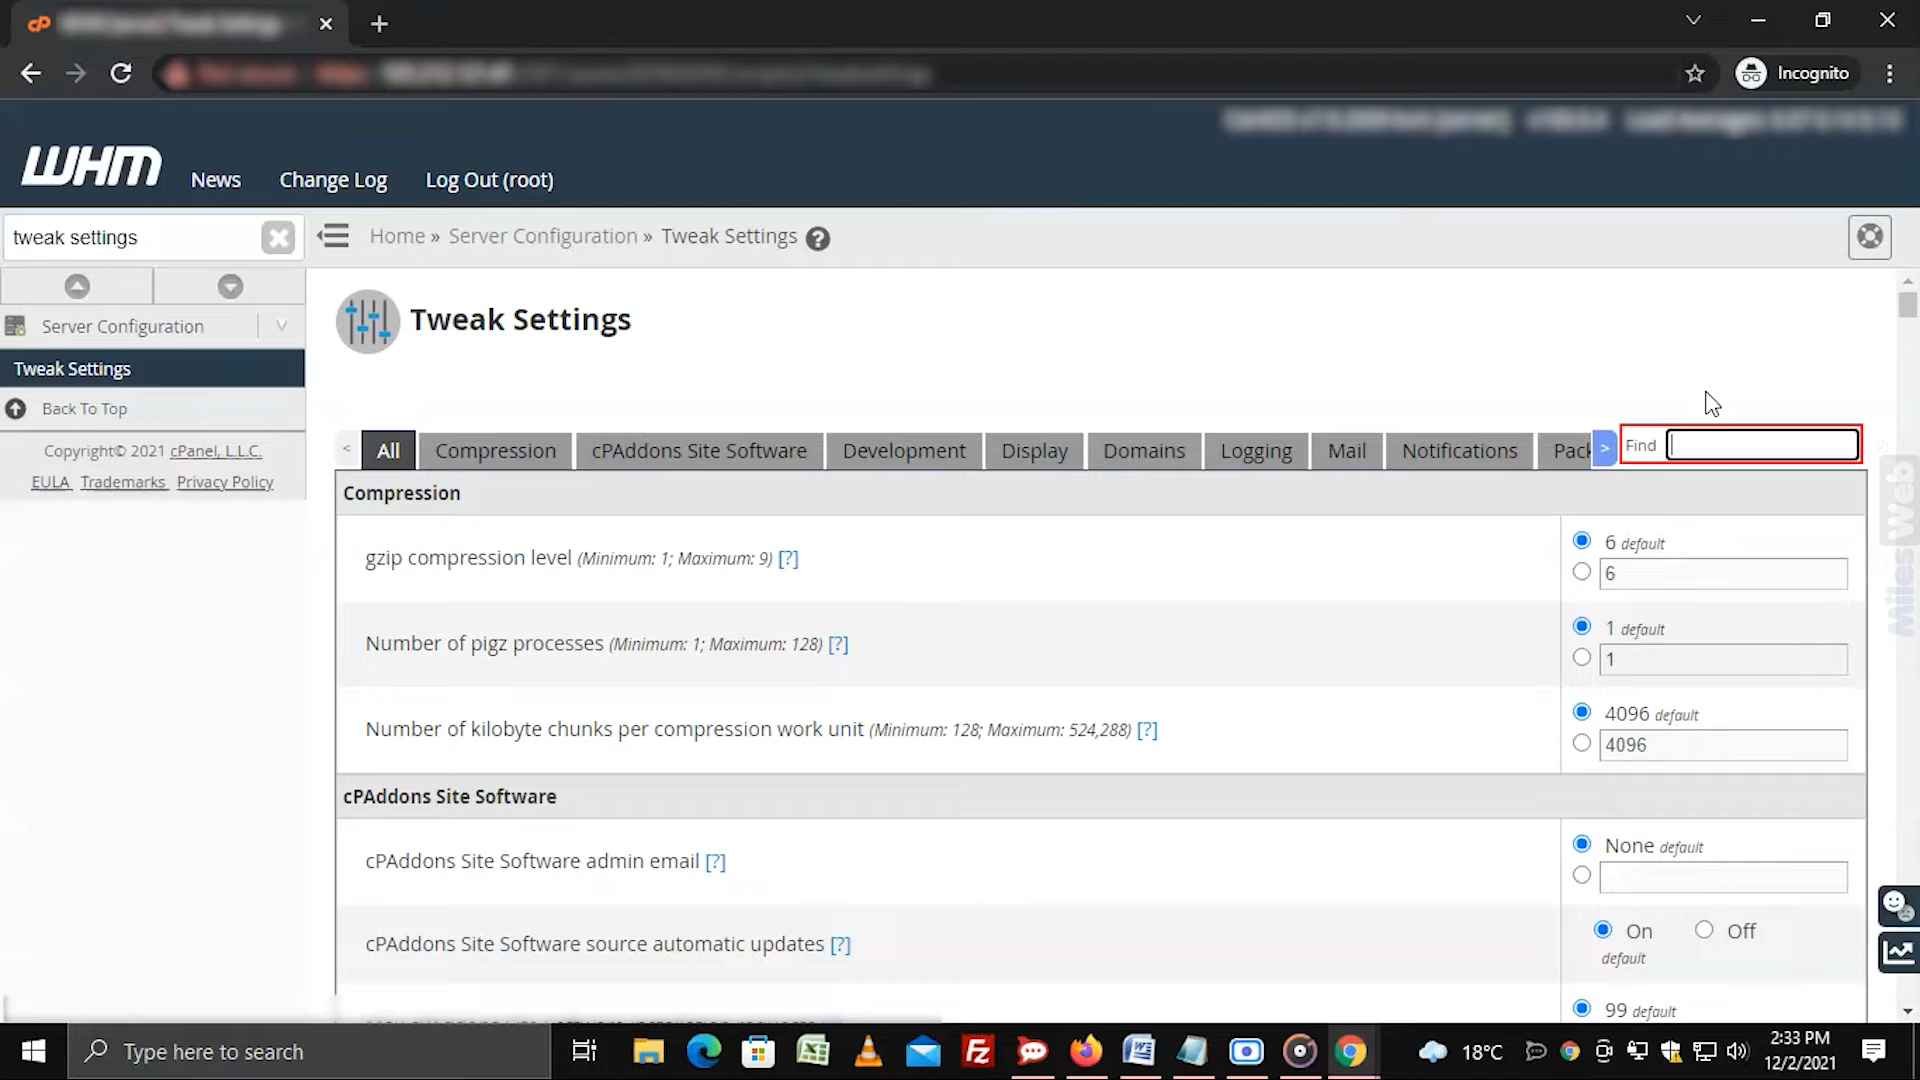 Incognito
WHM News Change Log Log Out (root)
tweak settings
Home » Server Configuration » Tweak Settings
Server Configuration
Tweak Settings
Back To Top
Copyright© 2021 cPanel, L.L.C.
EULA Trademarks Privacy Policy
Tweak Settings
< All Compression cPAddons Site Software Development Display Domains Logging Mail Notifications Pack > Find
Compression
gzip compression level (Minimum: 1; Maximum: 9) [?]
6 default
6
Number of pigz processes (Minimum: 1; Maximum: 128) [?]
1 default
1
Number of kilobyte chunks per compression work unit (Minimum: 128; Maximum: 524,288) [?]
4096 default
4096
cPAddons Site Software
cPAddons Site Software admin email [?]
None default
cPAddons Site Software source automatic updates [?]
On Off
default
99 default
MilesWeb
Type here to search
18°C
2:33 PM
12/2/2021